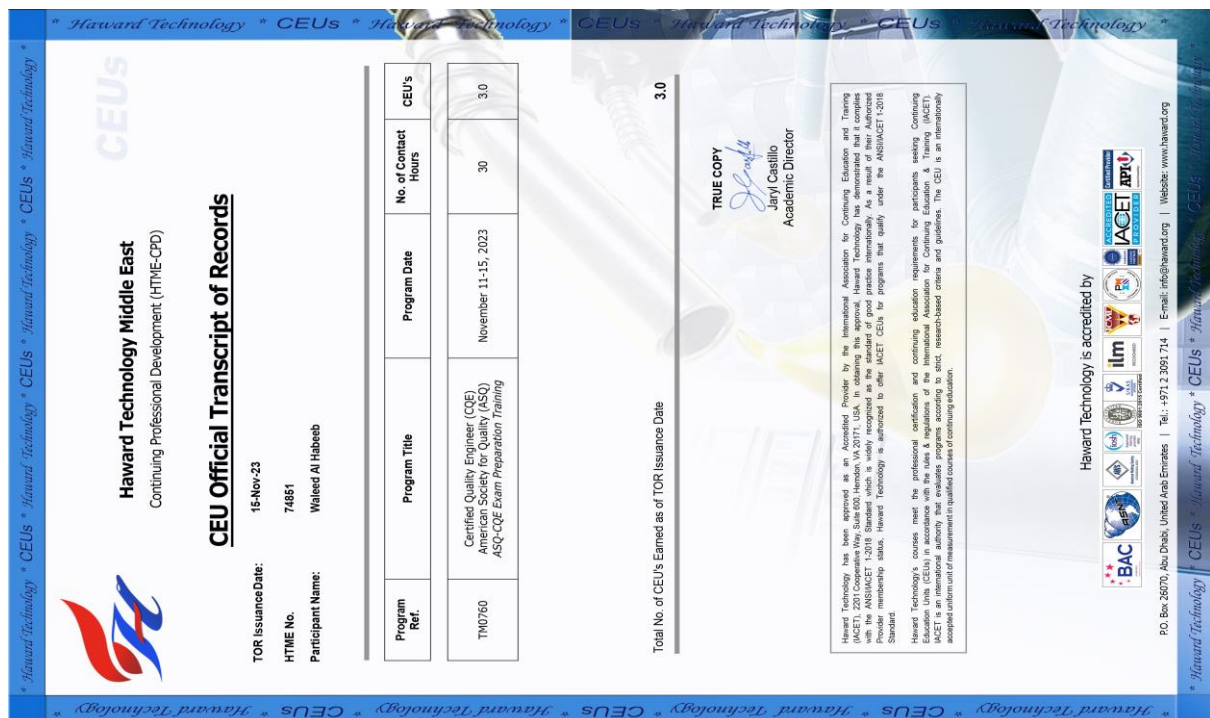 * Haward Technology * CEUs * Haward Technology * CEUs * Haward Technology * CEUs * Haward Technology *
CEUs
Haward Technology Middle East
Continuing Professional Development (HTME-CPD)
CEU Official Transcript of Records
TOR IssuanceDate: 15-Nov-23
HTME No. 74851
Participant Name: Waleed Al Habeeb
Program Ref. Program Title Program Date No. of Contact Hours CEU's
TM0760 Certified Quality Engineer (CQE) November 11-15, 2023 30 3.0
American Society for Quality (ASQ)
ASQ-CQE Exam Preparation Training
Total No. of CEU's Earned as of TOR Issuance Date 3.0
TRUE COPY
Jaryl Castillo
Academic Director
Haward Technology has been approved as an Accredited Provider by the International Association for Continuing Education and Training
(IACET), 2201 Cooperative Way, Suite 600, Herndon, VA 20171, USA. In obtaining this approval, Haward Technology has demonstrated that it complies
with the ANSI/IACET 1-2018 Standard which is widely recognized as the standard of good practice internationally. As a result of their Authorized
Provider membership status, Haward Technology is authorized to offer IACET CEUs for programs that qualify under the ANSI/IACET 1-2018
Standard.
Haward Technology's courses meet the professional certification and continuing education requirements for participants seeking Continuing
Education Units (CEUs) in accordance with the rules & regulations of the International Association for Continuing Education & Training (IACET).
IACET is an international authority that evaluates programs according to strict, research-based criteria and guidelines. The CEU is an internationally
accepted uniform unit of measurement in qualified courses of continuing education.
Haward Technology is accredited by
BAC
ASNT
iosh
ilm
ACCREDITED
IACET
PROVIDER
Certified Provider
API
P.O. Box 26070, Abu Dhabi, United Arab Emirates | Tel.: +971 2 3091 714 | E-mail: info@haward.org | Website: www.haward.org